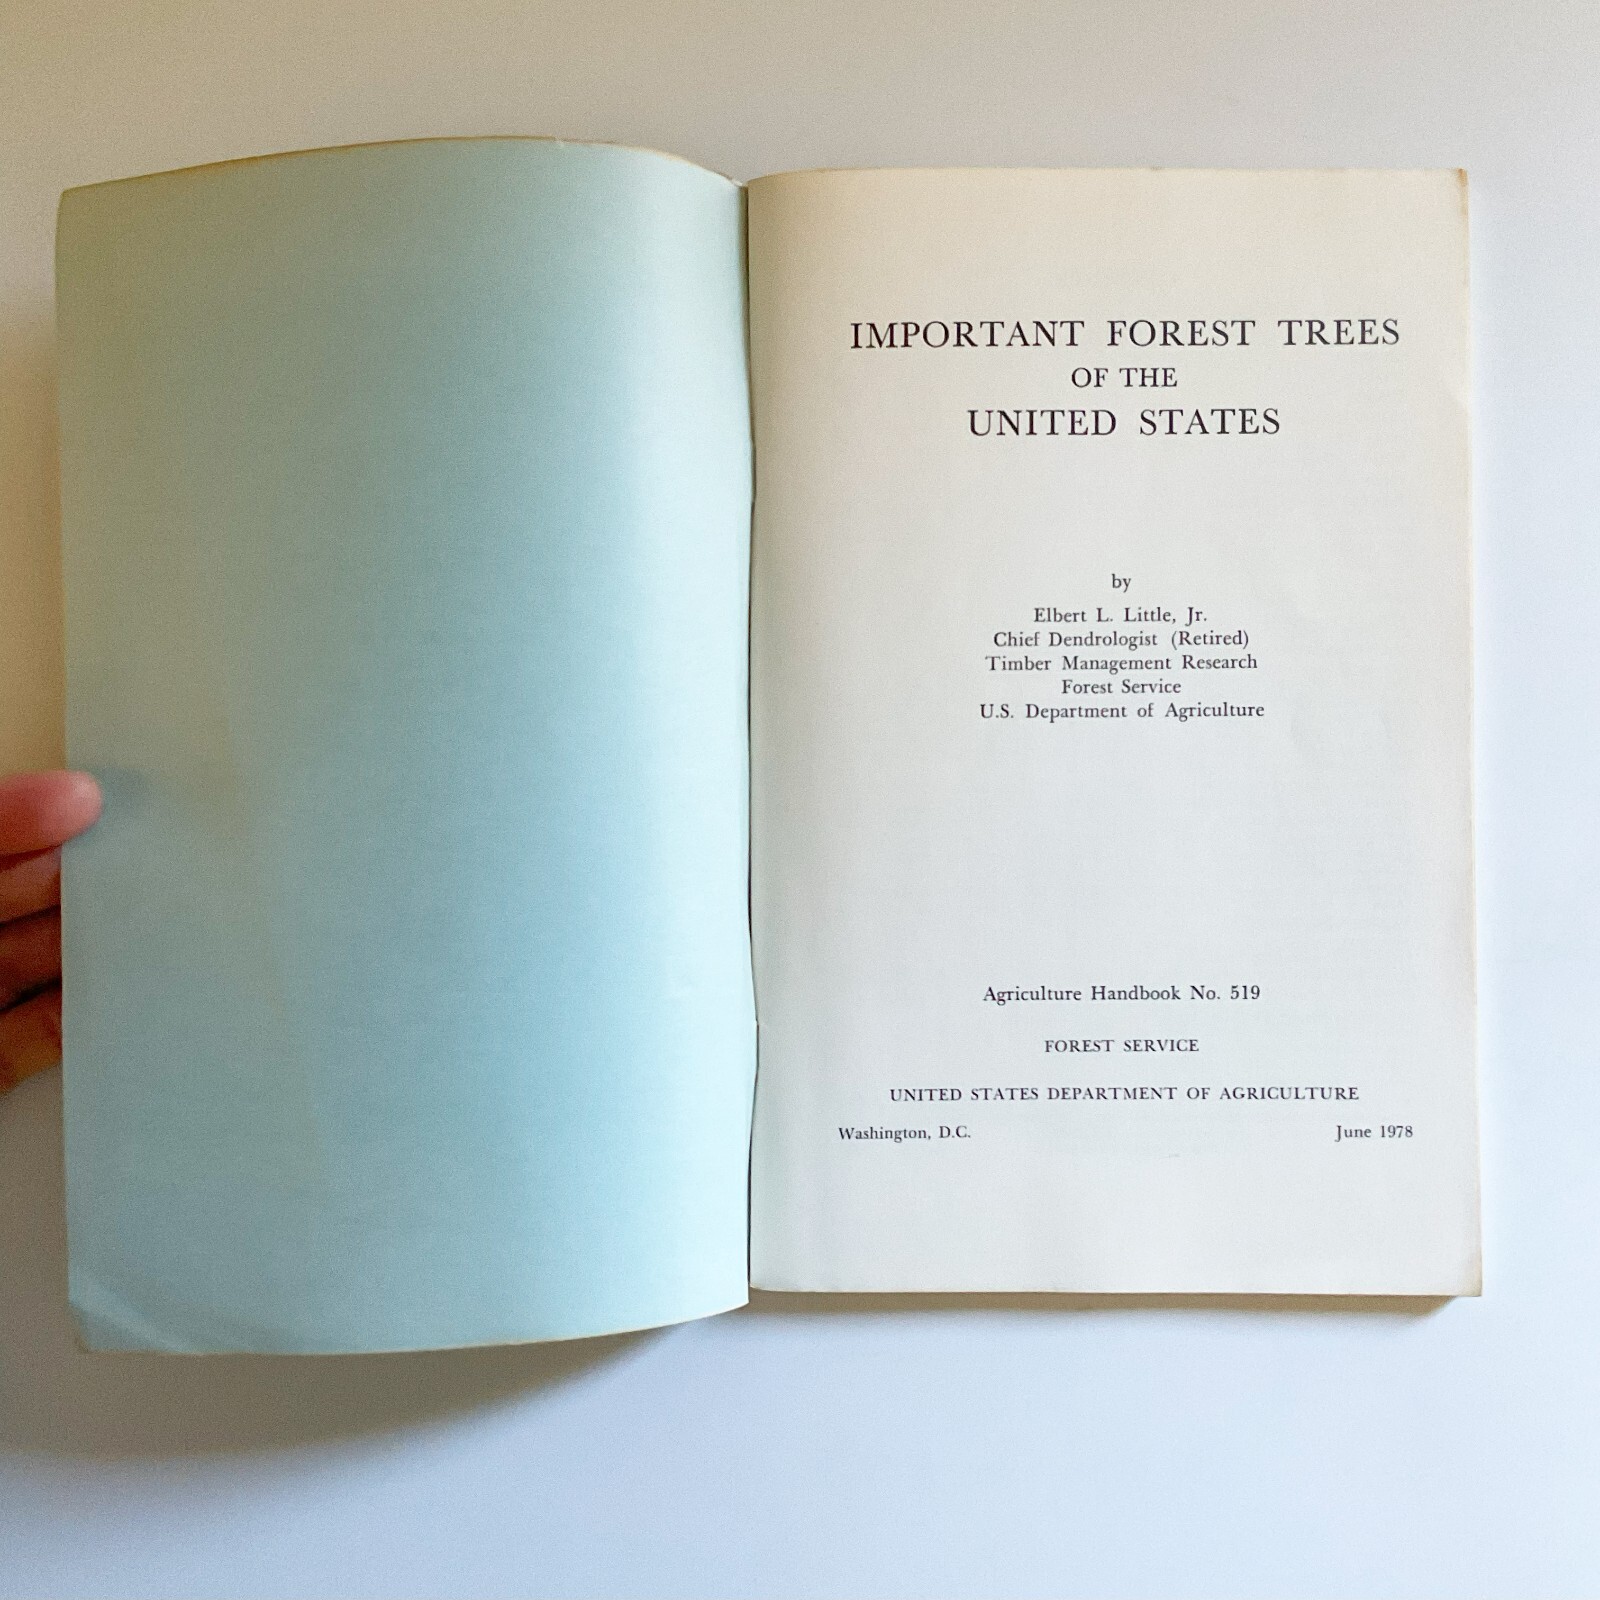 IMPORTANT FOREST TREES
OF THE
UNITED STATES
by
Elbert L. Little, Jr.
Chief Dendrologist (Retired)
Timber Management Research
Forest Service
U.S. Department of Agriculture
Agriculture Handbook No. 519
FOREST SERVICE
UNITED STATES DEPARTMENT OF AGRICULTURE
Washington, D.C. June 1978